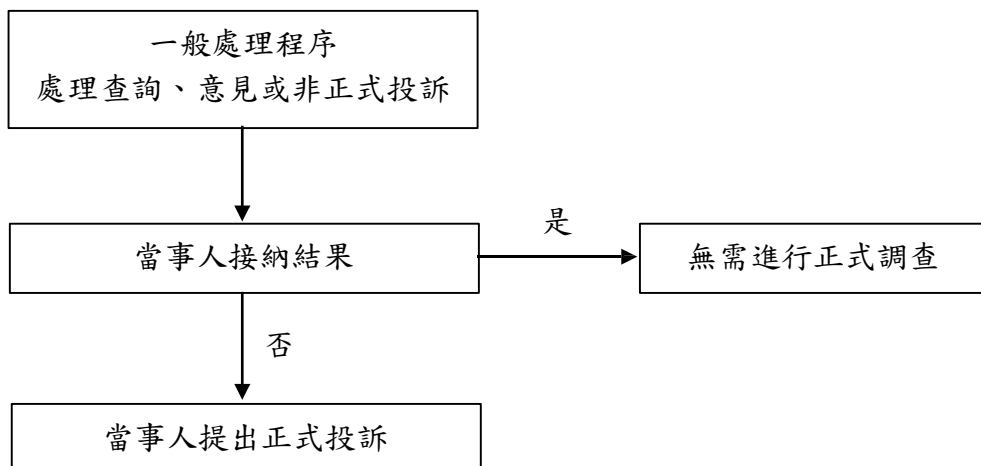 一般處理程序
處理查詢、意見或非正式投訴
當事人接納結果
是
無需進行正式調查
否
當事人提出正式投訴